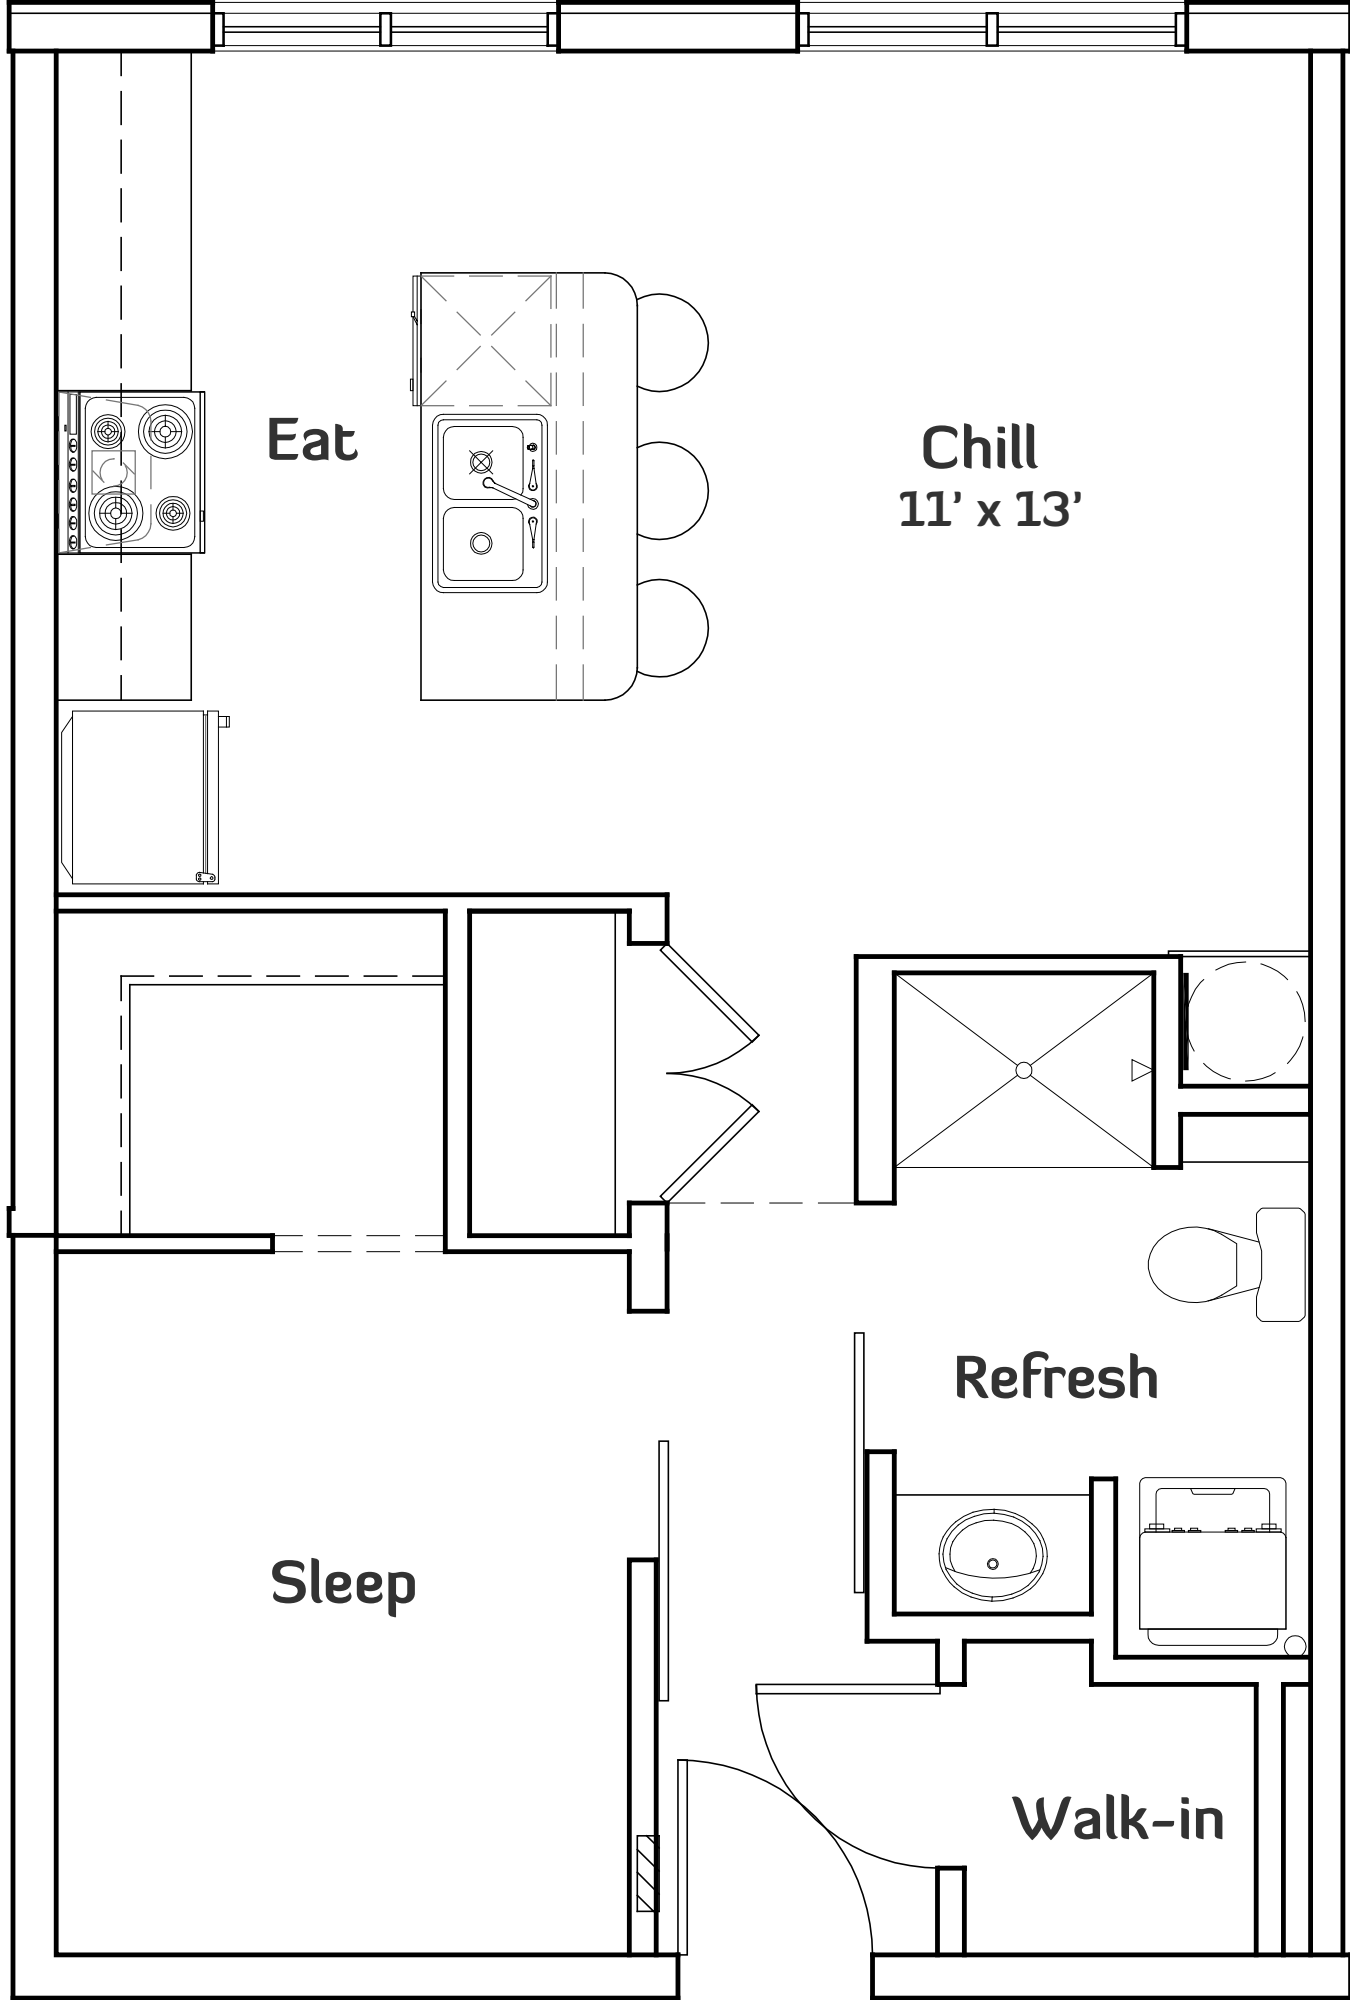 Eat
Chill
11’ x 13’
Refresh
Sleep
Walk-in